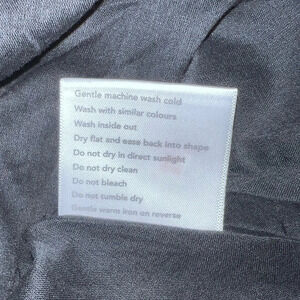 Gentle machine wash cold
Wash with similar colours
Wash inside out
Dry flat and ease back into shape
Do not dry in direct sunlight
Do not dry clean
Do not bleach
Do not tumble dry
Gentle warm iron on reverse